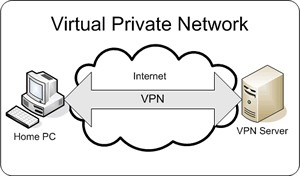 Virtual Private Network
Internet
VPN
Home PC
VPN Server